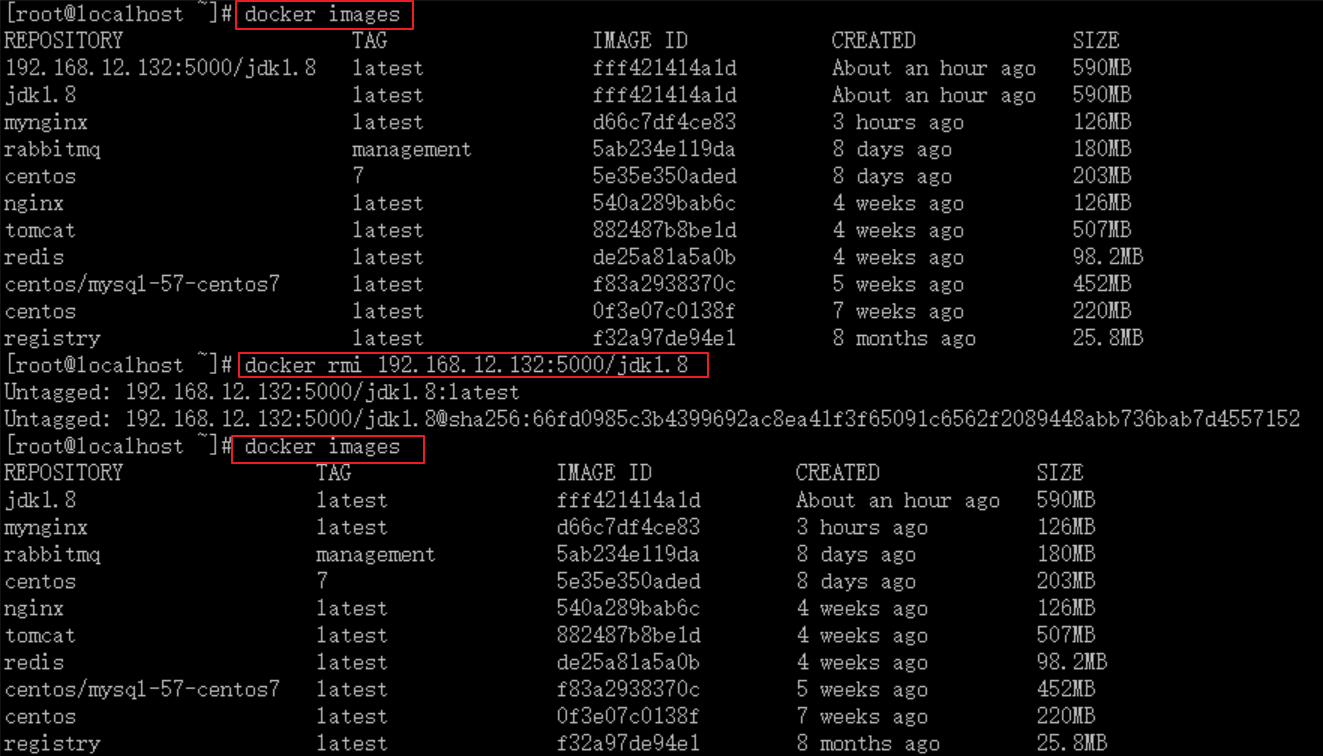 [root@localhost ~]# docker images
REPOSITORY TAG IMAGE ID CREATED SIZE
192.168.12.132:5000/jdk1.8 latest fff421414a1d About an hour ago 590MB
jdk1.8 latest fff421414a1d About an hour ago 590MB
mynginx latest d66c7df4ce83 3 hours ago 126MB
rabbitmq management 5ab234e119da 8 days ago 180MB
centos 7 5e35e350aded 8 days ago 203MB
nginx latest 540a289bab6c 4 weeks ago 126MB
tomcat latest 882487b8be1d 4 weeks ago 507MB
redis latest de25a81a5a0b 4 weeks ago 98.2MB
centos/mysql-57-centos7 latest f83a2938370c 5 weeks ago 452MB
centos latest 0f3e07c0138f 7 weeks ago 220MB
registry latest f32a97de94e1 8 months ago 25.8MB
[root@localhost ~]# docker rmi 192.168.12.132:5000/jdk1.8
Untagged: 192.168.12.132:5000/jdk1.8:latest
Untagged: 192.168.12.132:5000/jdk1.8@sha256:66fd0985c3b4399692ac8ea41f3f65091c6562f2089448abb736bab7d4557152
[root@localhost ~]# docker images
REPOSITORY TAG IMAGE ID CREATED SIZE
jdk1.8 latest fff421414a1d About an hour ago 590MB
mynginx latest d66c7df4ce83 3 hours ago 126MB
rabbitmq management 5ab234e119da 8 days ago 180MB
centos 7 5e35e350aded 8 days ago 203MB
nginx latest 540a289bab6c 4 weeks ago 126MB
tomcat latest 882487b8be1d 4 weeks ago 507MB
redis latest de25a81a5a0b 4 weeks ago 98.2MB
centos/mysql-57-centos7 latest f83a2938370c 5 weeks ago 452MB
centos latest 0f3e07c0138f 7 weeks ago 220MB
registry latest f32a97de94e1 8 months ago 25.8MB